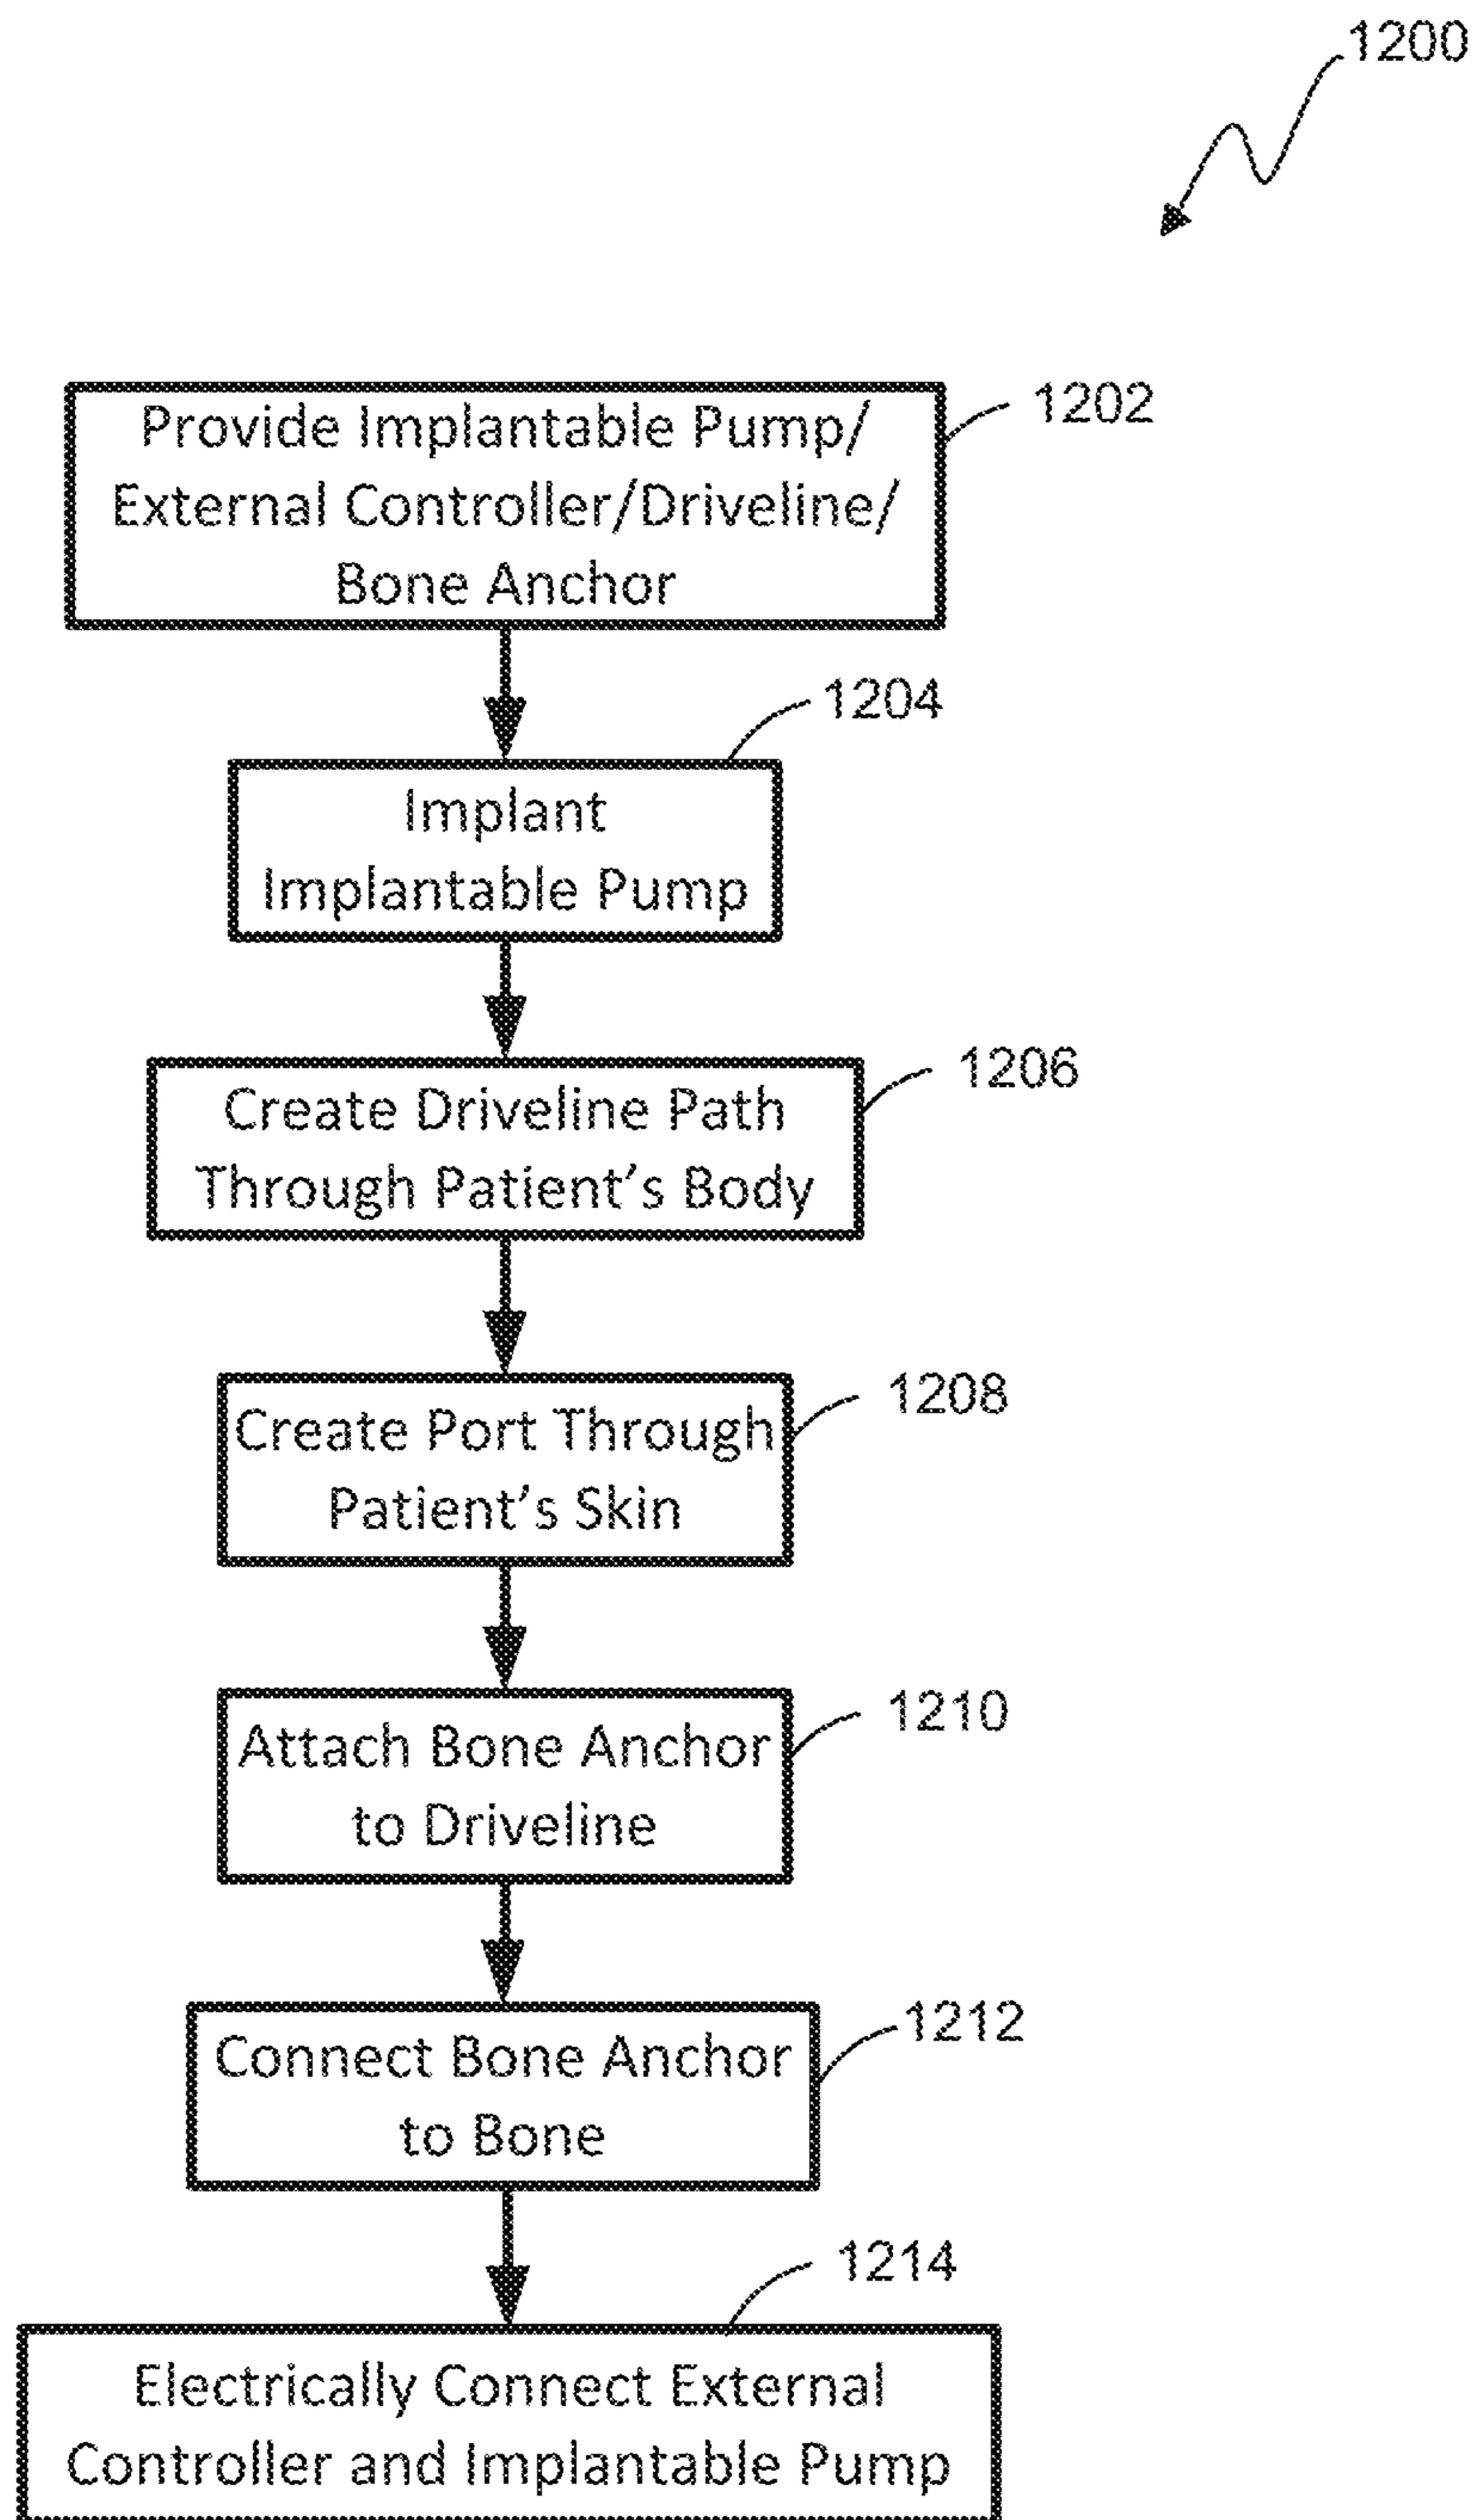 1200
Provide Implantable Pump/
External Controller/Driveline/
Bone Anchor
1202
1204
Implant
Implantable Pump
1206
Create Driveline Path
Through Patient's Body
1208
Create Port Through
Patient's Skin
1210
Attach Bone Anchor
to Driveline
1212
Connect Bone Anchor
to Bone
1214
Electrically Connect External
Controller and Implantable Pump